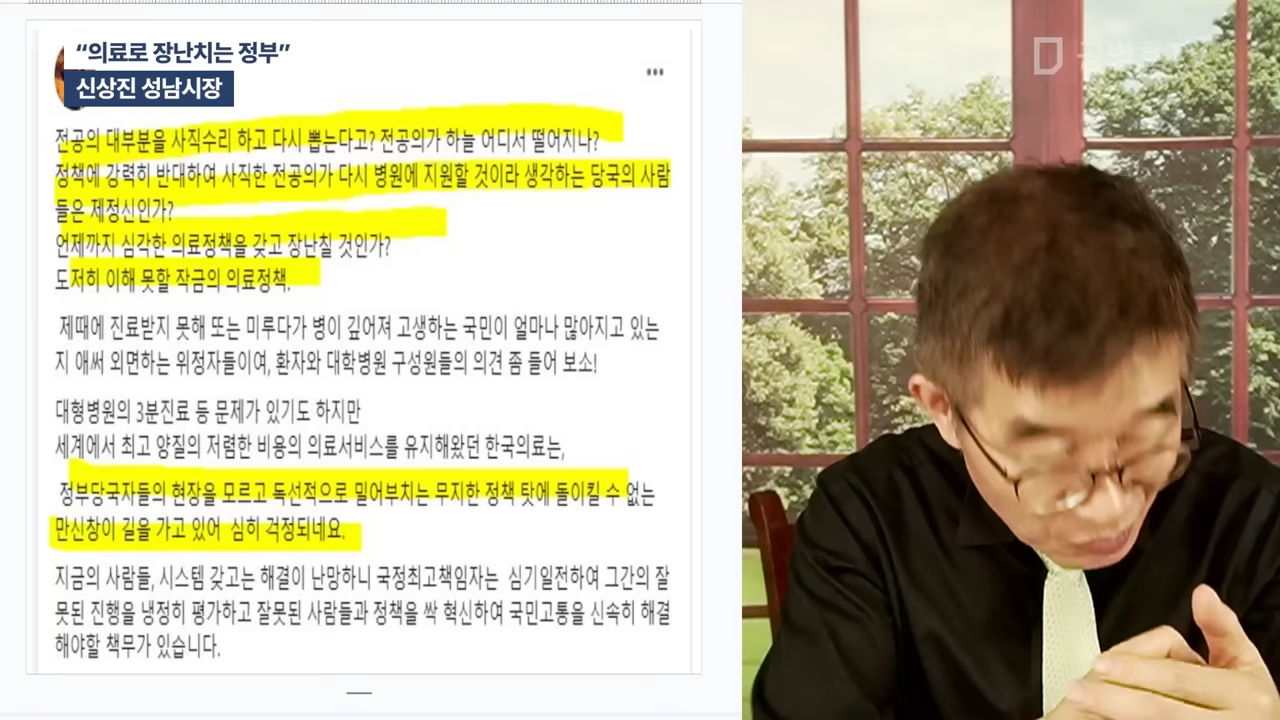 “의료로 장난치는 정부”
신상진 성남시장
전공의 대부분을 사직수리 하고 다시 뽑는다고? 전공의가 하늘 어디서 떨어지나?
정책에 강력히 반대하여 사직한 전공의가 다시 병원에 지원할 것이라 생각하는 당국의 사람
들은 제정신인가?
언제까지 심각한 의료정책을 갖고 장난칠 것인가?
도저히 이해 못할 작금의 의료정책.
제때에 진료받지 못해 또는 미루다가 병이 깊어져 고생하는 국민이 얼마나 많아지고 있는
지 애써 외면하는 위정자들이여, 환자와 대학병원 구성원들의 의견 좀 들어 보소!
대형병원의 3분진료 등 문제가 있기도 하지만
세계에서 최고 양질의 저렴한 비용의 의료서비스를 유지해왔던 한국의료는,
정부당국자들의 현장을 모르고 독선적으로 밀어부치는 무지한 정책 탓에 돌이킬 수 없는
만신창이 길을 가고 있어 심히 걱정되네요.
지금의 사람들, 시스템 갖고는 해결이 난망하니 국정최고책임자는 심기일전하여 그간의 잘
못된 진행을 냉정히 평가하고 잘못된 사람들과 정책을 싹 혁신하여 국민고통을 신속히 해결
해야할 책무가 있습니다.